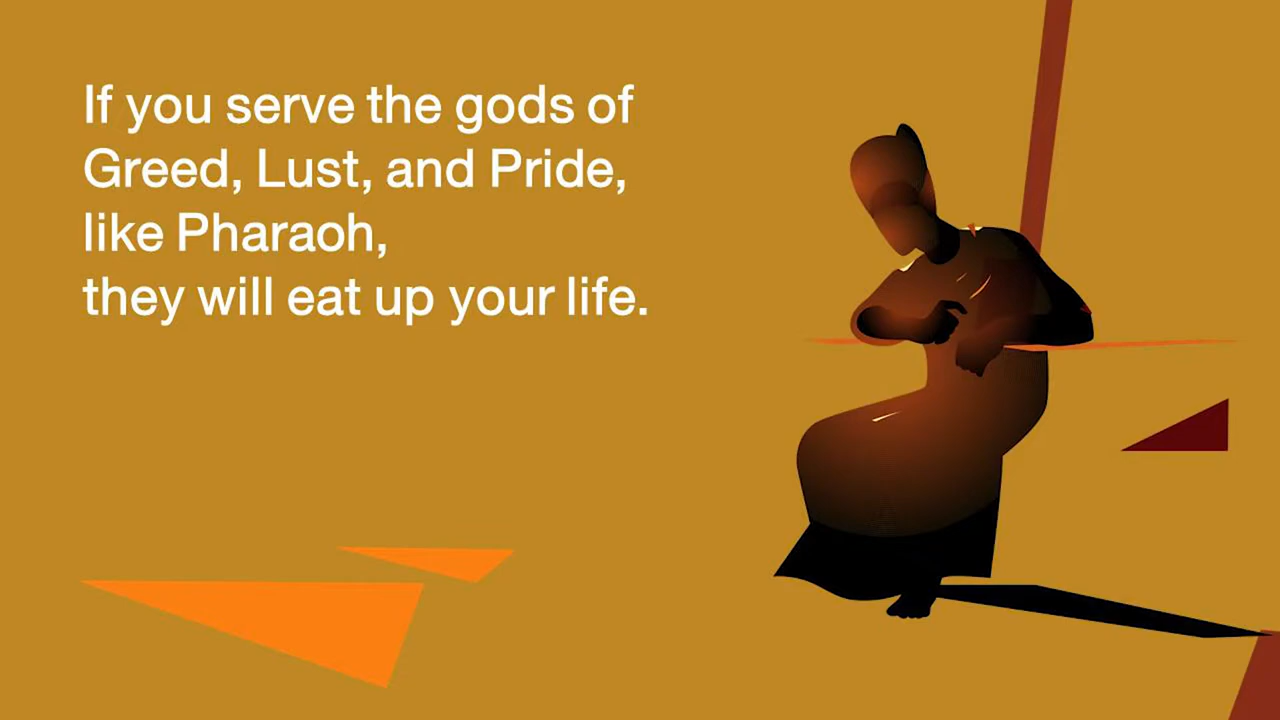 If you serve the gods of
Greed, Lust, and Pride,
like Pharaoh,
they will eat up your life.